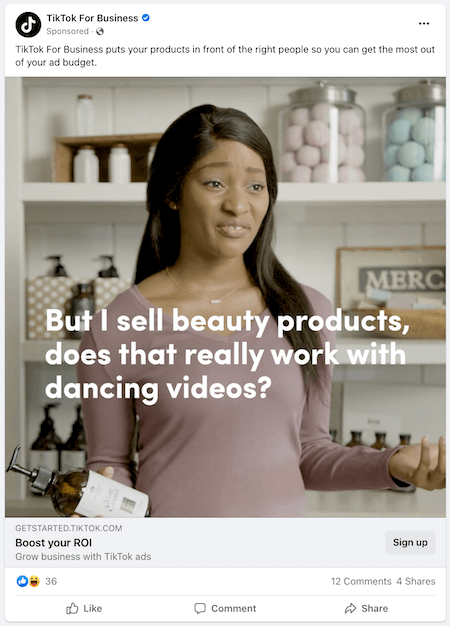 TikTok For Business
Sponsored ·
TikTok For Business puts your products in front of the right people so you can get the most out
of your ad budget.
MERC
But I sell beauty products,
does that really work with
dancing videos?
GETSTARTED.TIKTOK.COM
Boost your ROI
Grow business with TikTok ads
Sign up
36
12 Comments 4 Shares
Like
Comment
Share